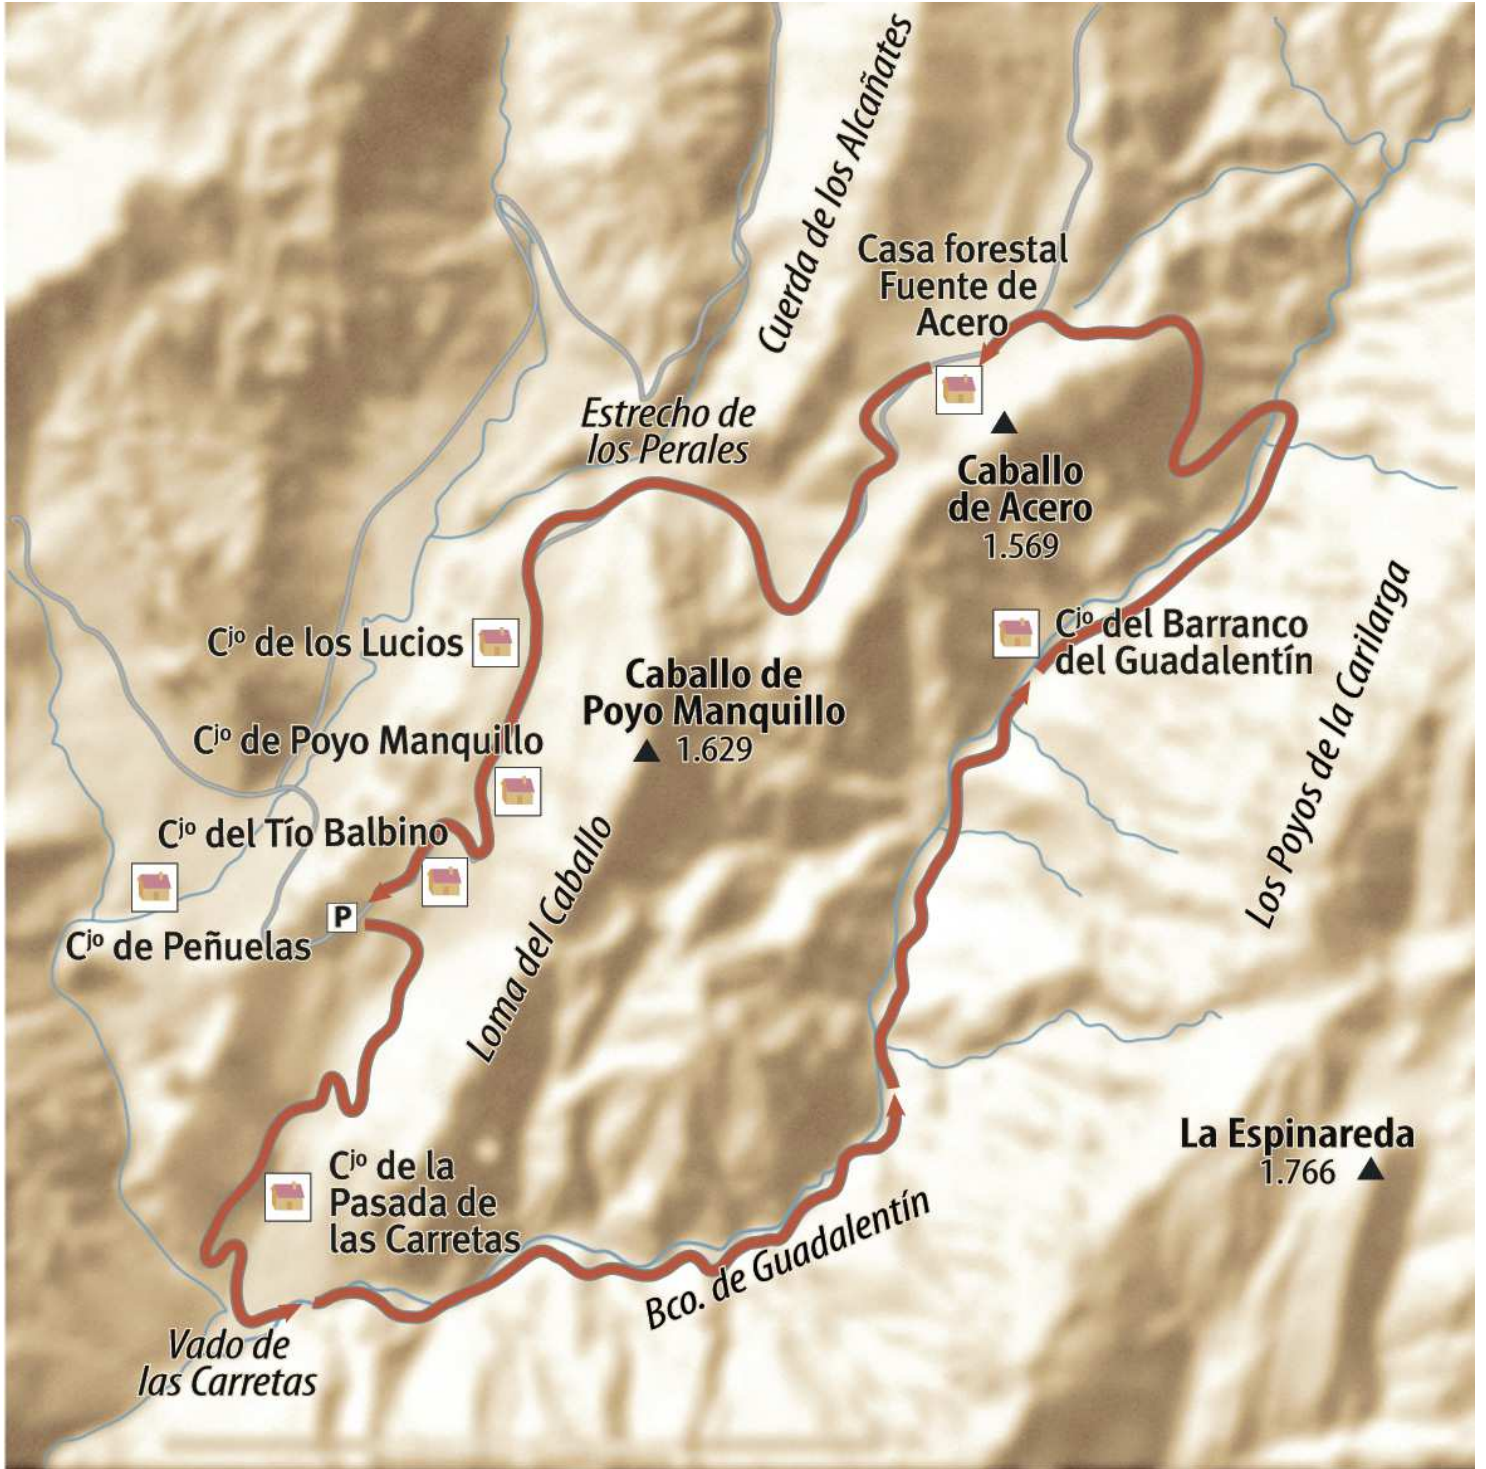 Cuerda de los Alcañates
Casa forestal
Fuente de
Acero
Estrecho de
los Perales
Caballo
de Acero
1.569
Cjo de los Lucios
Cjo del Barranco
del Guadalentín
Caballo de
Poyo Manquillo
1.629
Cjo de Poyo Manquillo
Los Poyos de la Carilarga
Cjo del Tío Balbino
Loma del Caballo
P
Cjo de Peñuelas
La Espinareda
1.766
Cjo de la
Pasada de
las Carretas
Bco. de Guadalentín
Vado de
las Carretas